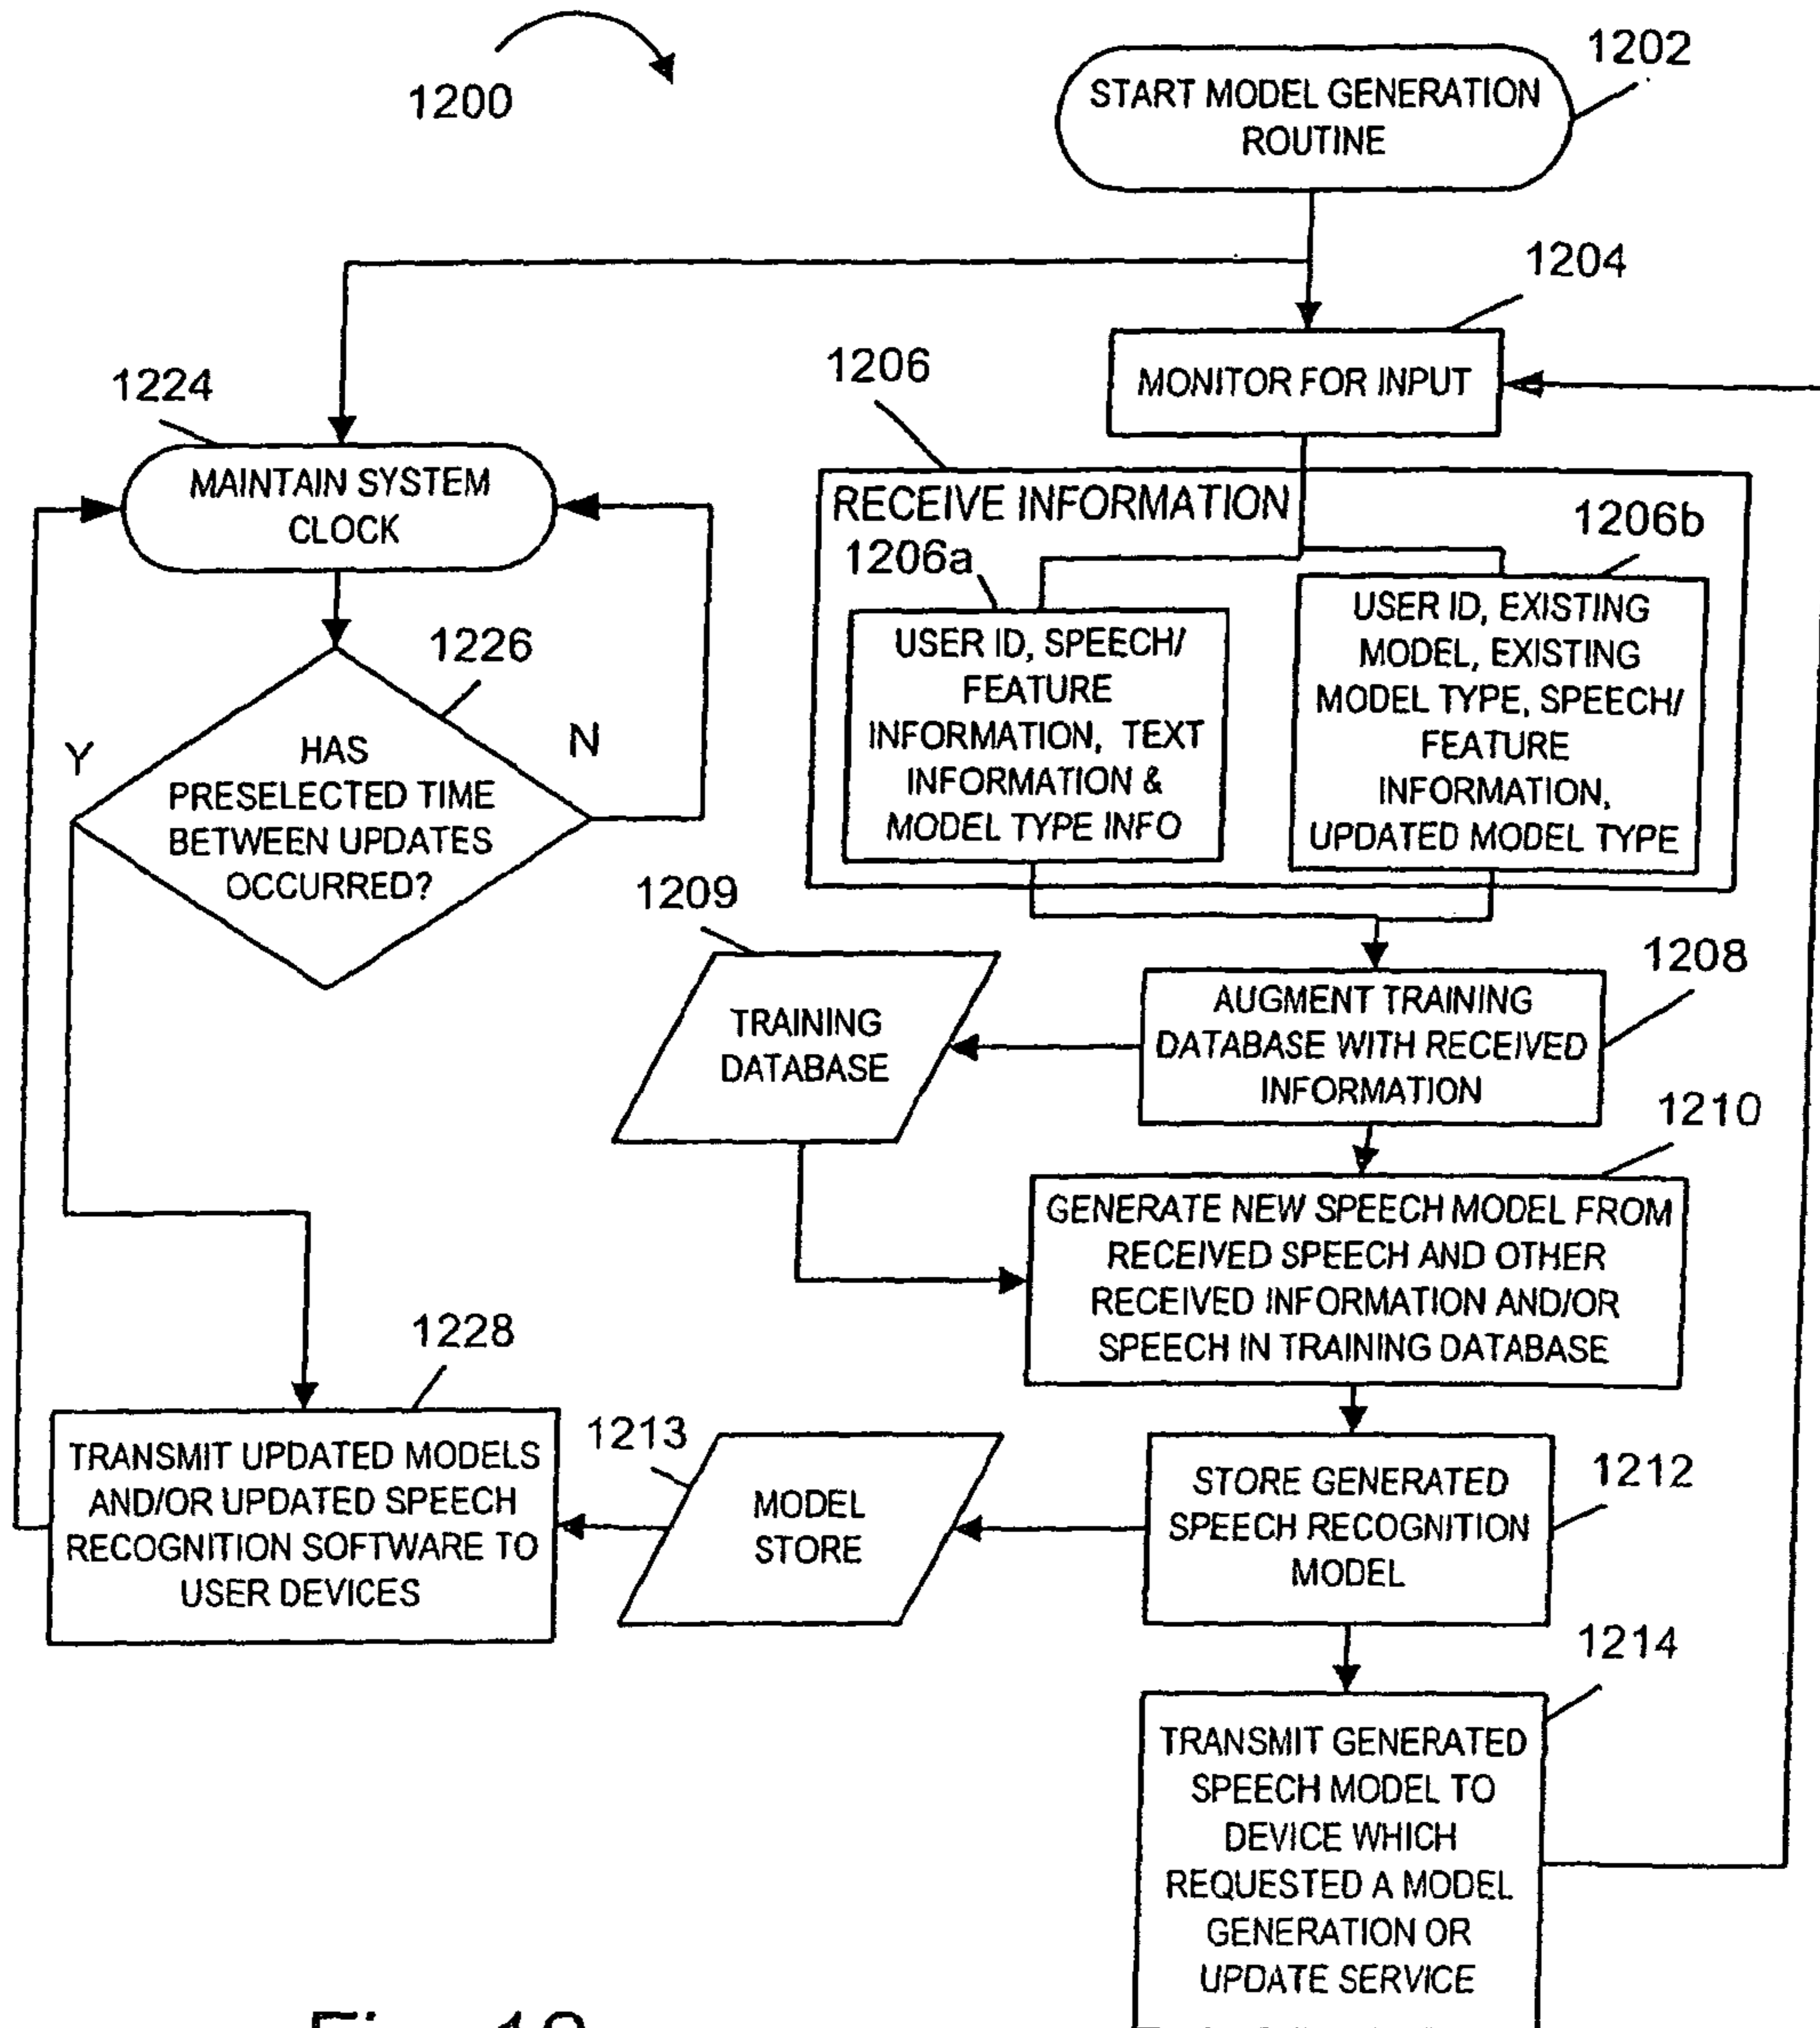 1200
1202
START MODEL GENERATION
ROUTINE
1204
MONITOR FOR INPUT
1206
RECEIVE INFORMATION
1206a
USER ID, SPEECH/
FEATURE
INFORMATION, TEXT
INFORMATION &
MODEL TYPE INFO
1206b
USER ID, EXISTING
MODEL, EXISTING
MODEL TYPE, SPEECH/
FEATURE
INFORMATION,
UPDATED MODEL TYPE
1224
MAINTAIN SYSTEM
CLOCK
1226
Y
N
HAS
PRESELECTED TIME
BETWEEN UPDATES
OCCURRED?
1209
TRAINING
DATABASE
1208
AUGMENT TRAINING
DATABASE WITH RECEIVED
INFORMATION
1210
GENERATE NEW SPEECH MODEL FROM
RECEIVED SPEECH AND OTHER
RECEIVED INFORMATION AND/OR
SPEECH IN TRAINING DATABASE
1228
TRANSMIT UPDATED MODELS
AND/OR UPDATED SPEECH
RECOGNITION SOFTWARE TO
USER DEVICES
1213
MODEL
STORE
1212
STORE GENERATED
SPEECH RECOGNITION
MODEL
1214
TRANSMIT GENERATED
SPEECH MODEL TO
DEVICE WHICH
REQUESTED A MODEL
GENERATION OR
UPDATE SERVICE